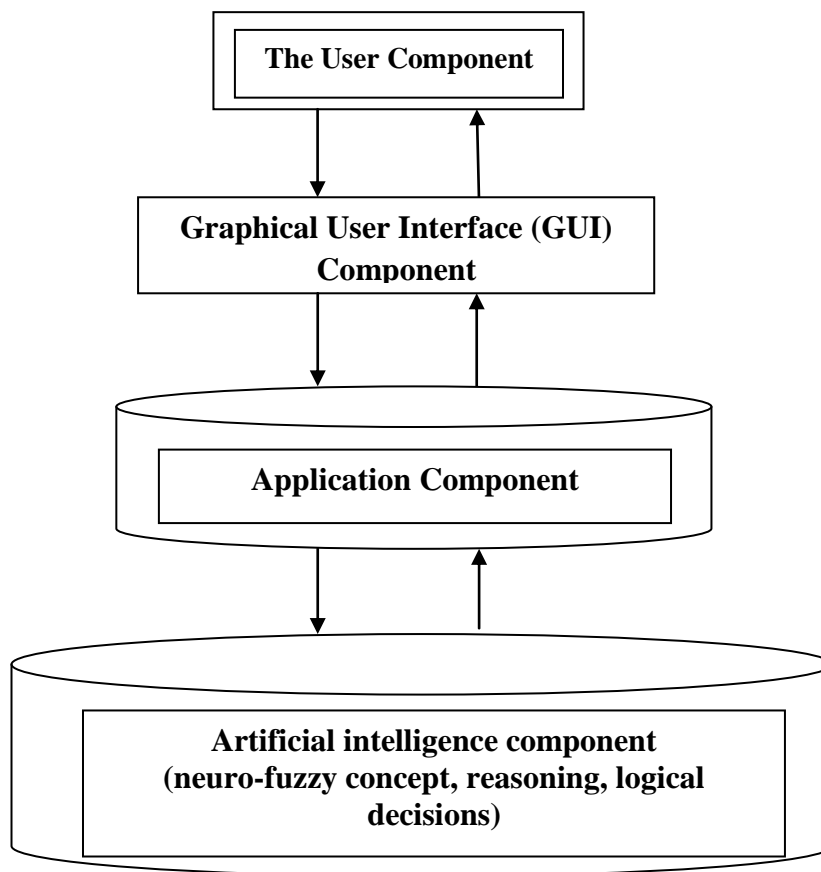 The User Component
Graphical User Interface (GUI)
Component
Application Component
Artificial intelligence component
(neuro-fuzzy concept, reasoning, logical
decisions)